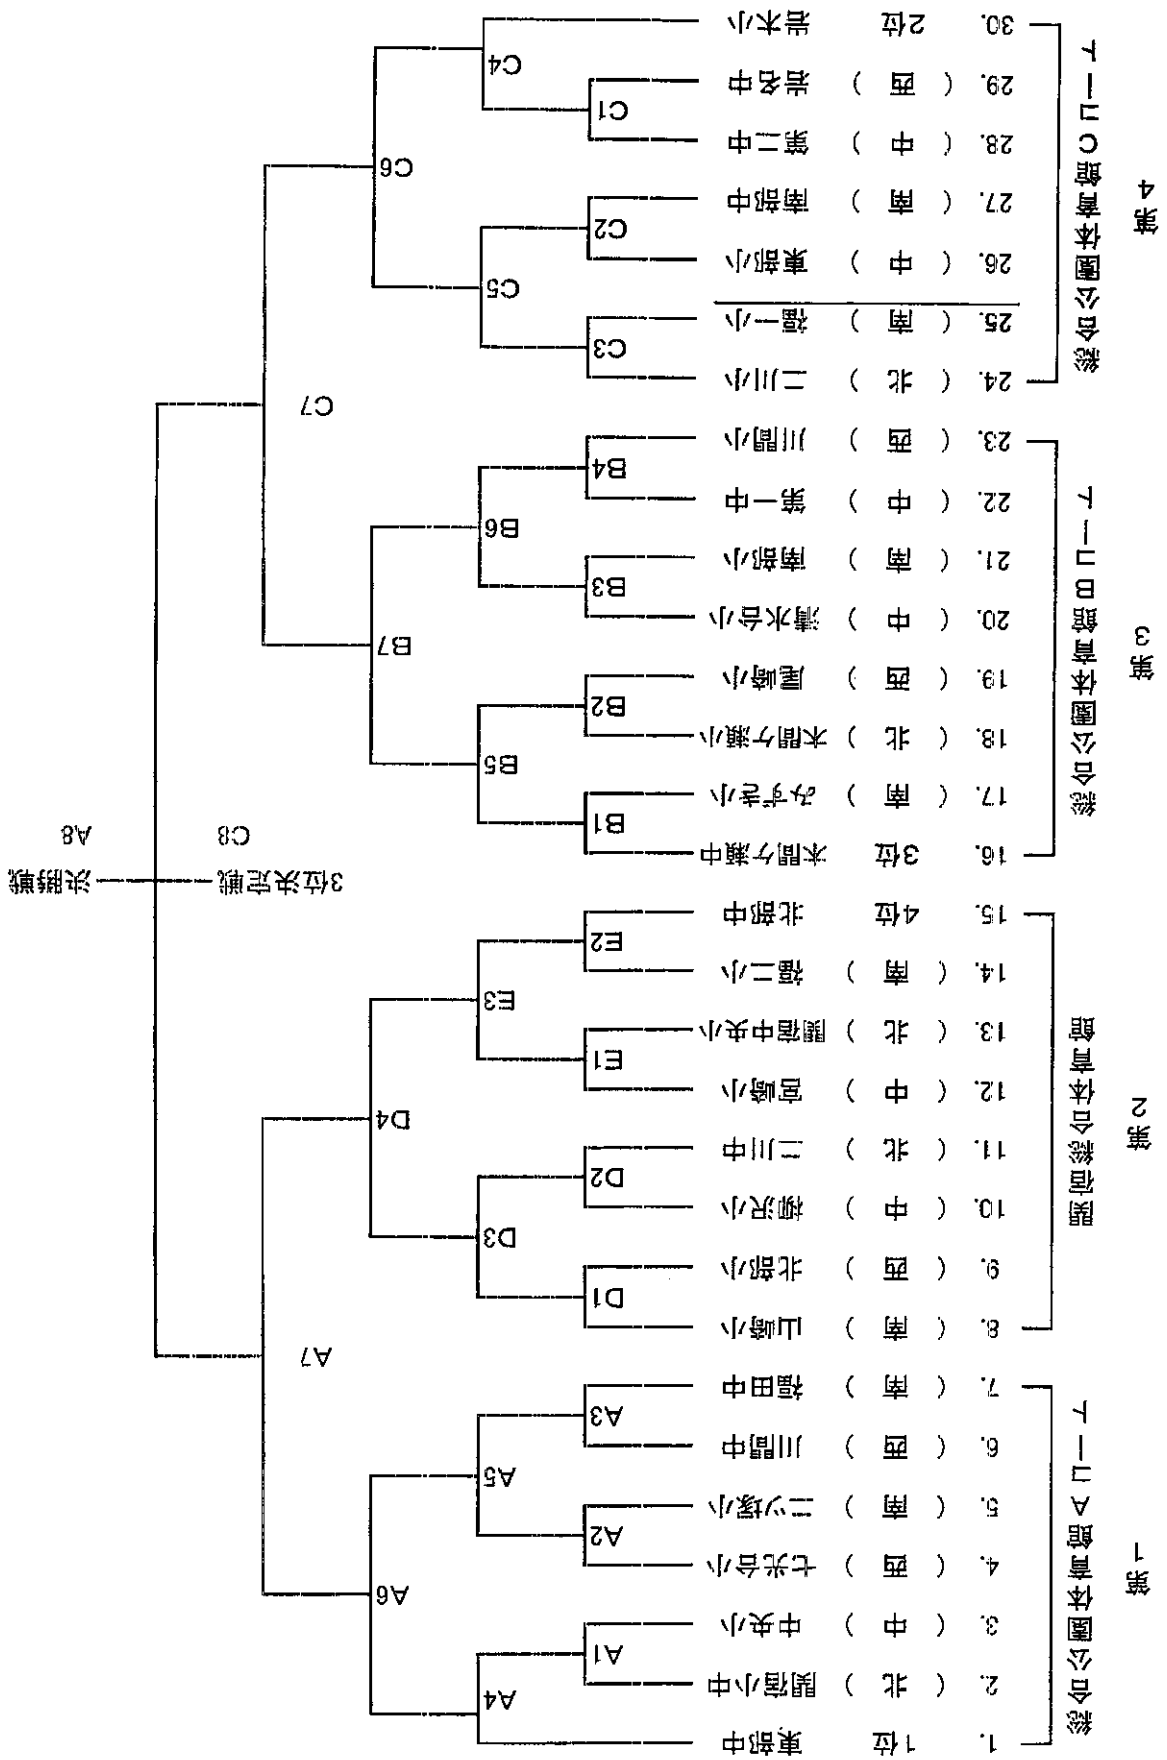 第1
総合公園体育館Aコート
1. 1位 東部中
2. ( 北 ) 関宿小中
3. ( 中 ) 中央小
4. ( 西 ) 七光台小
5. ( 南 ) 二ツ塚小
6. ( 西 ) 川間中
7. ( 南 ) 福田中
A1
A2
A3
A4
A5
A6
A7
第2
関宿総合体育館
8. ( 南 ) 山崎小
9. ( 西 ) 北部小
10. ( 中 ) 柳沢小
11. ( 北 ) 二川中
12. ( 中 ) 宮崎小
13. ( 北 ) 関宿中央小
14. ( 南 ) 福二小
15. 4位 北部中
D1
D2
E1
E2
D3
E3
D4
決勝戦
A8
3位決定戦
C8
第3
総合公園体育館Bコート
16. 3位 木間ケ瀬中
17. ( 南 ) みずき小
18. ( 北 ) 木間ケ瀬小
19. ( 西 ) 尾崎小
20. ( 中 ) 清水台小
21. ( 南 ) 南部小
22. ( 中 ) 第一中
23. ( 西 ) 川間小
B1
B2
B3
B4
B5
B6
B7
C7
第4
総合公園体育館Cコート
24. ( 北 ) 二川小
25. ( 南 ) 福一小
26. ( 中 ) 東部小
27. ( 南 ) 南部中
28. ( 中 ) 第二中
29. ( 西 ) 岩名中
30. 2位 岩木小
C3
C2
C1
C5
C4
C6